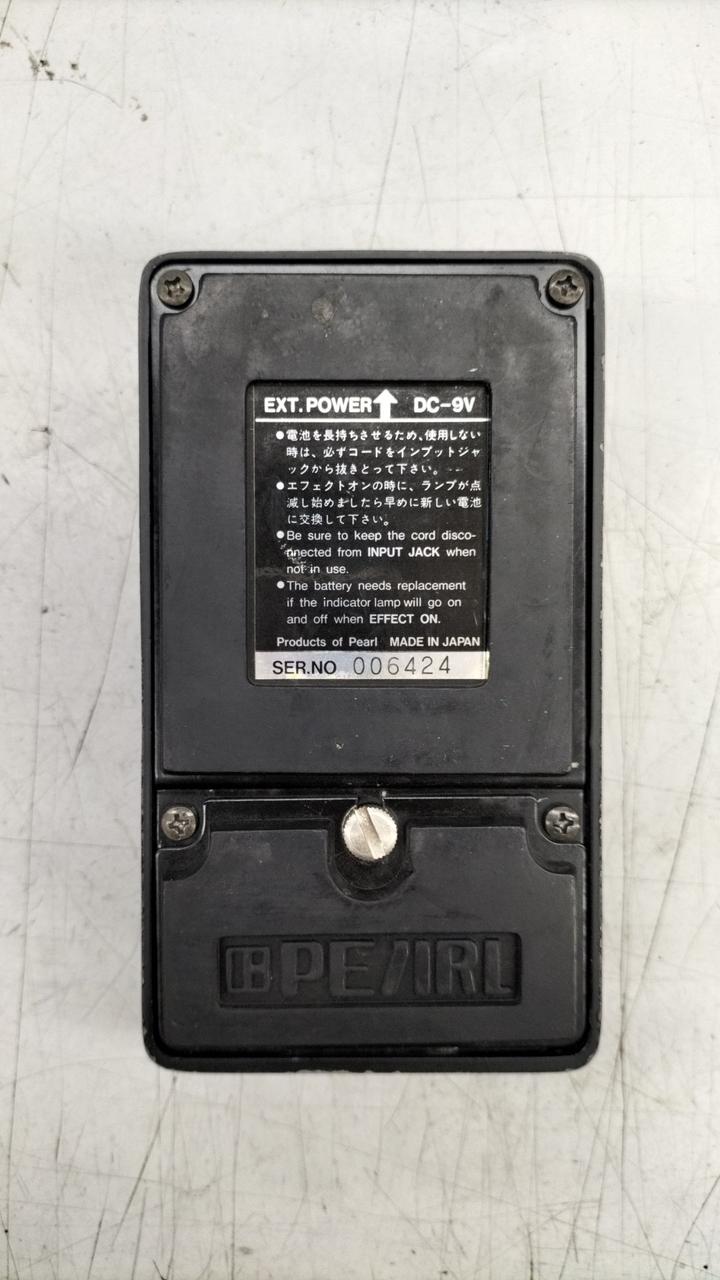 EXT. POWER ↑ DC-9V
●電池を長持ちさせるため、使用しない
時は、必ずコードをインプットジャ
ックから抜きとって下さい。
●エフェクトオンの時に、ランプが点
滅し始めましたら早めに新しい電池
に交換して下さい。
●Be sure to keep the cord disco-
nnected from INPUT JACK when
not in use.
●The battery needs replacement
if the indicator lamp will go on
and off when EFFECT ON.
Products of Pearl MADE IN JAPAN
SER.NO 006424
PEARL